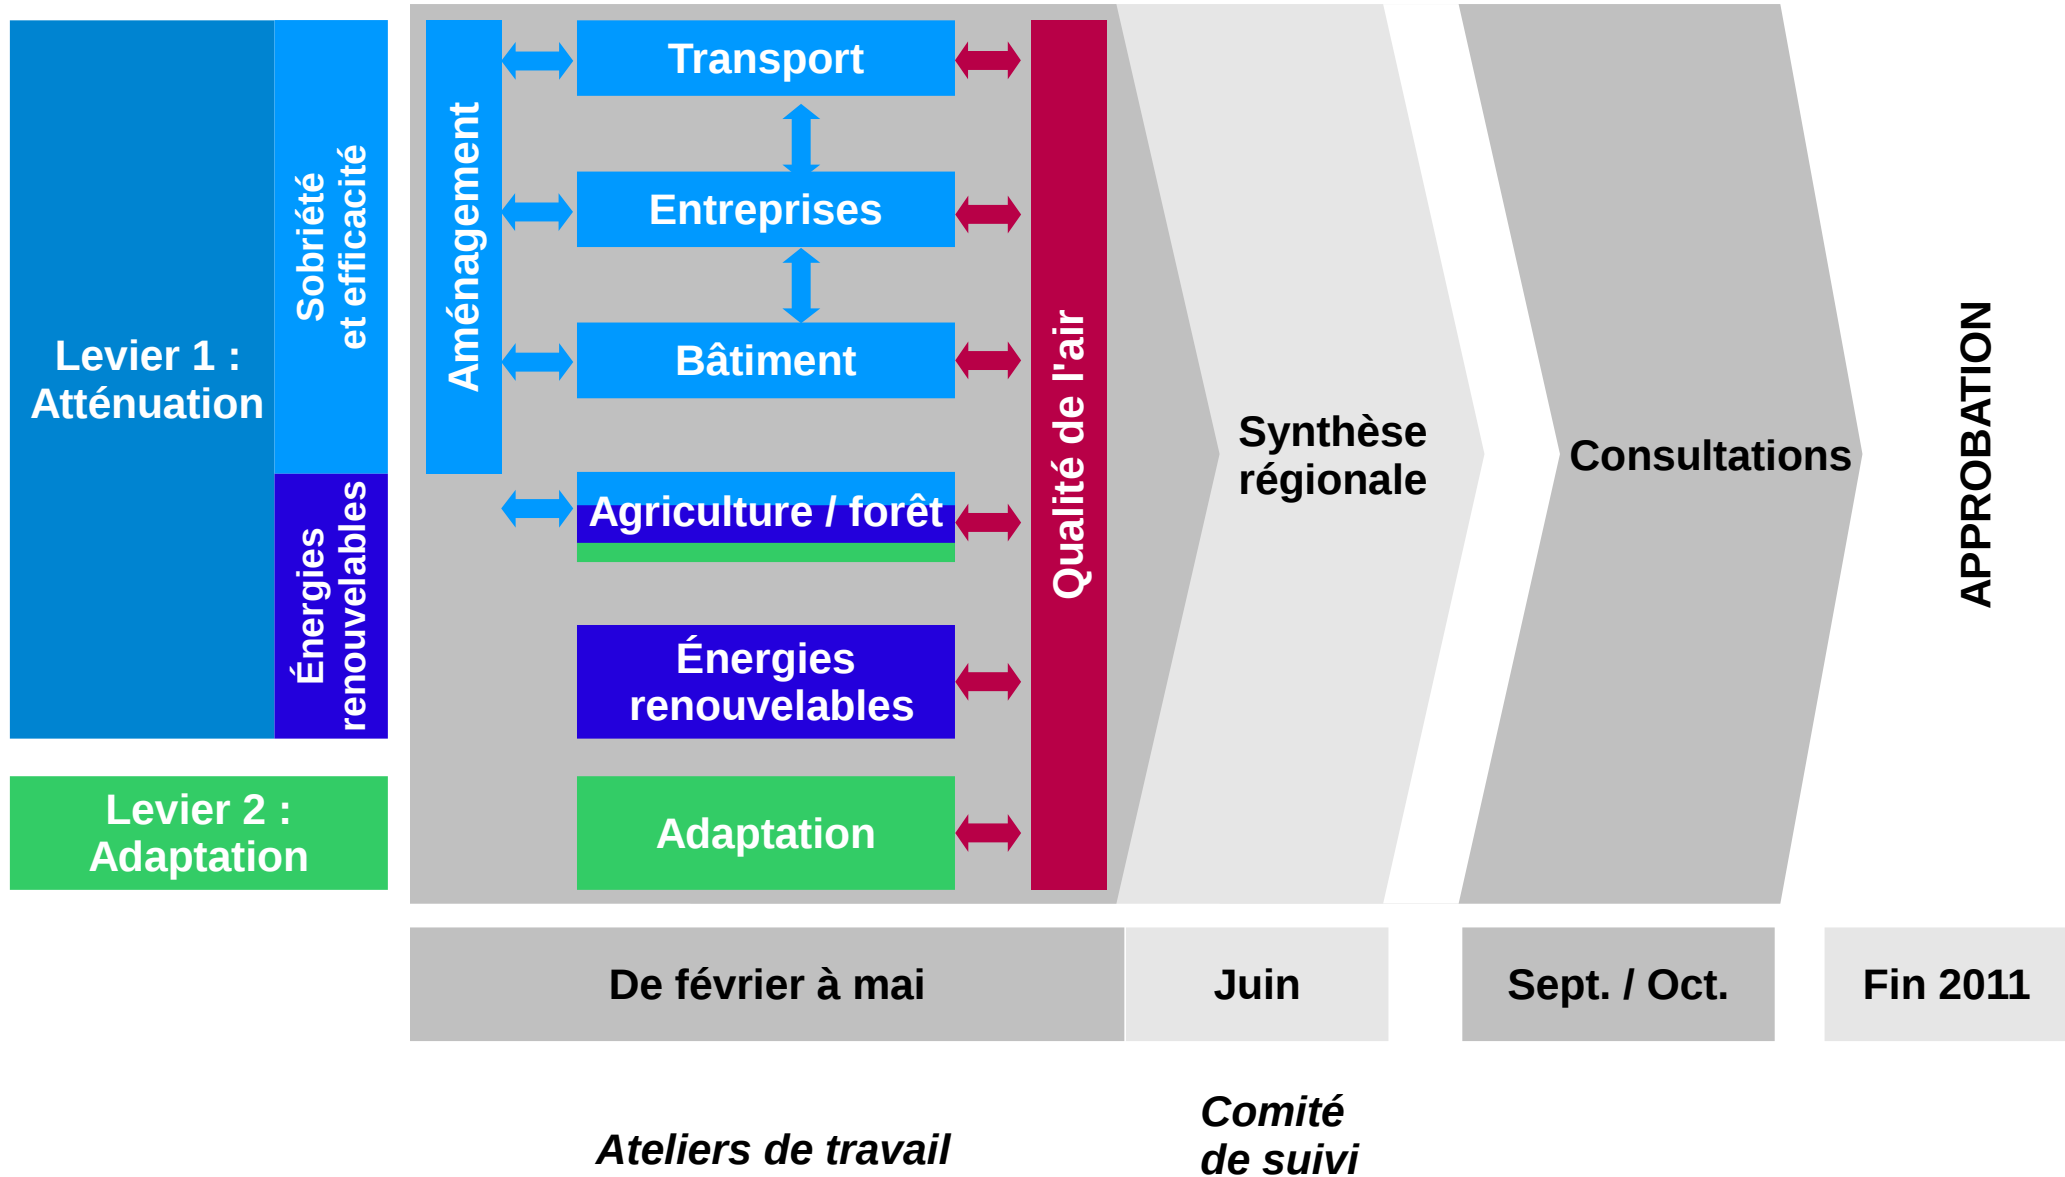 Levier 1 :
Atténuation
Sobriété
et efficacité
Énergies
renouvelables
Levier 2 :
Adaptation
Aménagement
Transport
Entreprises
Bâtiment
Agriculture / forêt
Énergies
renouvelables
Adaptation
Qualité de l'air
Synthèse
régionale
Consultations
APPROBATION
De février à mai
Juin
Sept. / Oct.
Fin 2011
Ateliers de travail
Comité
de suivi